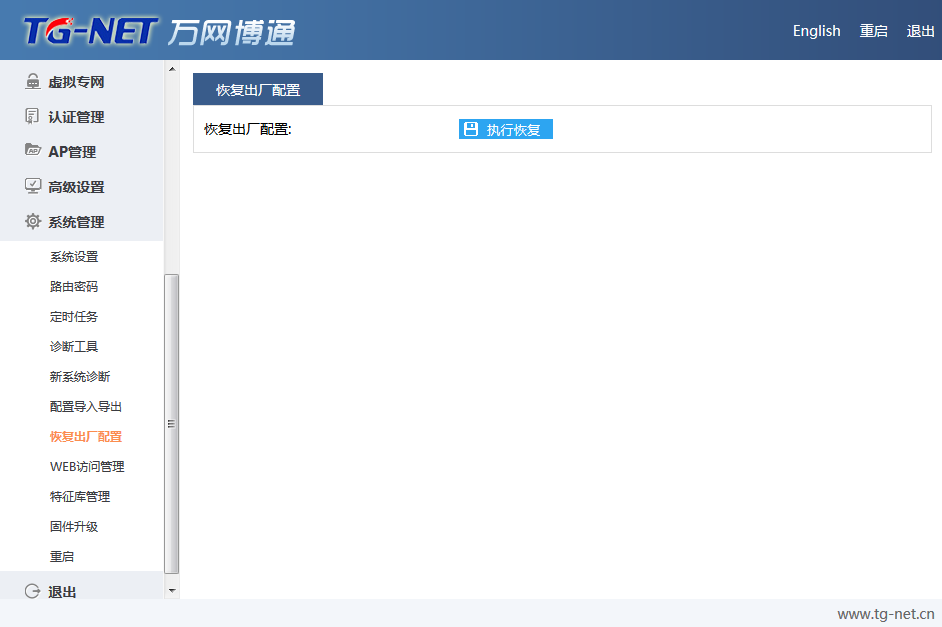 TG-NET 万网博通
English 重启 退出
虚拟专网
认证管理
AP管理
高级设置
系统管理
系统设置
路由密码
定时任务
诊断工具
新系统诊断
配置导入导出
恢复出厂配置
WEB访问管理
特征库管理
固件升级
重启
退出
恢复出厂配置
恢复出厂配置: 执行恢复
www.tg-net.cn